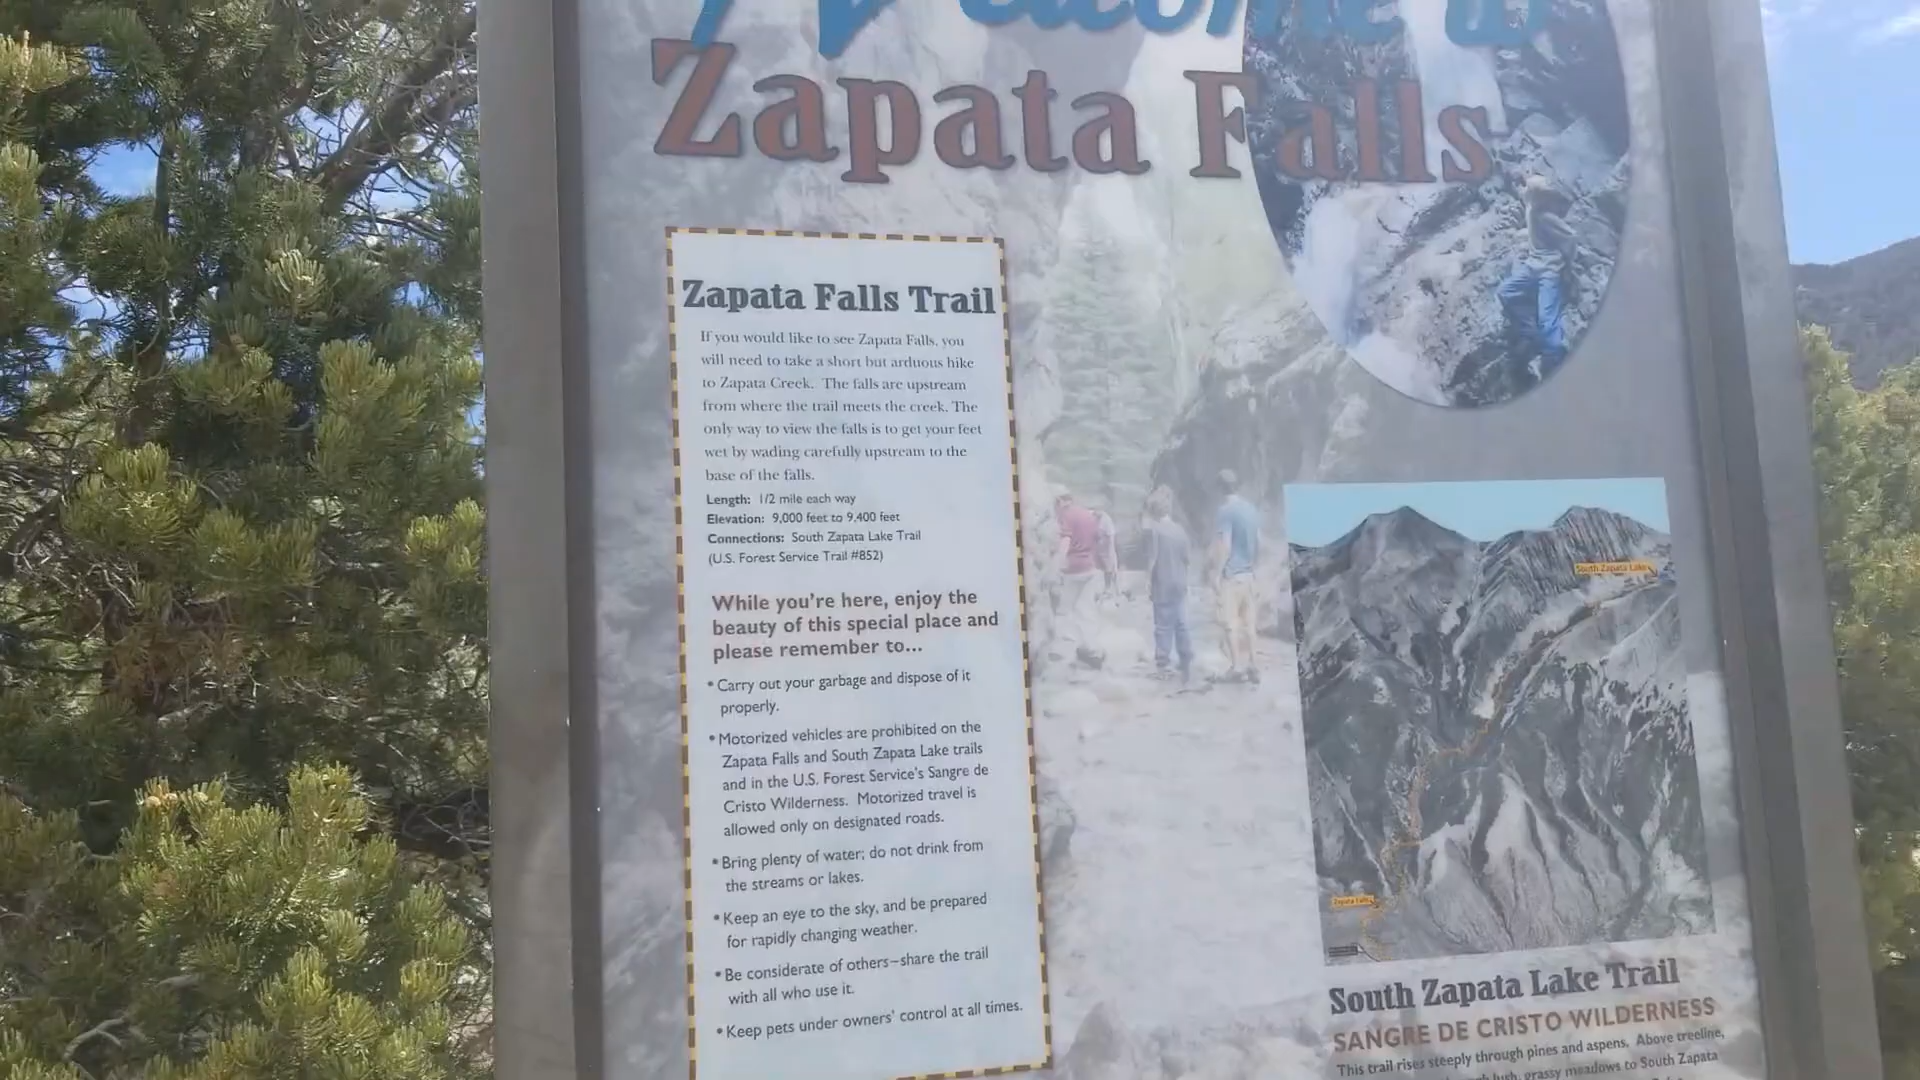 Welcome to
Zapata Falls
Zapata Falls Trail
If you would like to see Zapata Falls, you
will need to take a short but arduous hike
to Zapata Creek. The falls are upstream
from where the trail meets the creek. The
only way to view the falls is to get your feet
wet by wading carefully upstream to the
base of the falls.
Length: 1/2 mile each way
Elevation: 9,000 feet to 9,400 feet
Connections: South Zapata Lake Trail
(U.S. Forest Service Trail #852)
While you're here, enjoy the
beauty of this special place and
please remember to...
• Carry out your garbage and dispose of it
properly.
• Motorized vehicles are prohibited on the
Zapata Falls and South Zapata Lake trails
and in the U.S. Forest Service's Sangre de
Cristo Wilderness. Motorized travel is
allowed only on designated roads.
• Bring plenty of water; do not drink from
the streams or lakes.
• Keep an eye to the sky, and be prepared
for rapidly changing weather.
• Be considerate of others—share the trail
with all who use it.
• Keep pets under owners' control at all times.
South Zapata Lake
Zapata Falls
South Zapata Lake Trail
SANGRE DE CRISTO WILDERNESS
This trail rises steeply through pines and aspens. Above treeline,
lush, grassy meadows to South Zapata